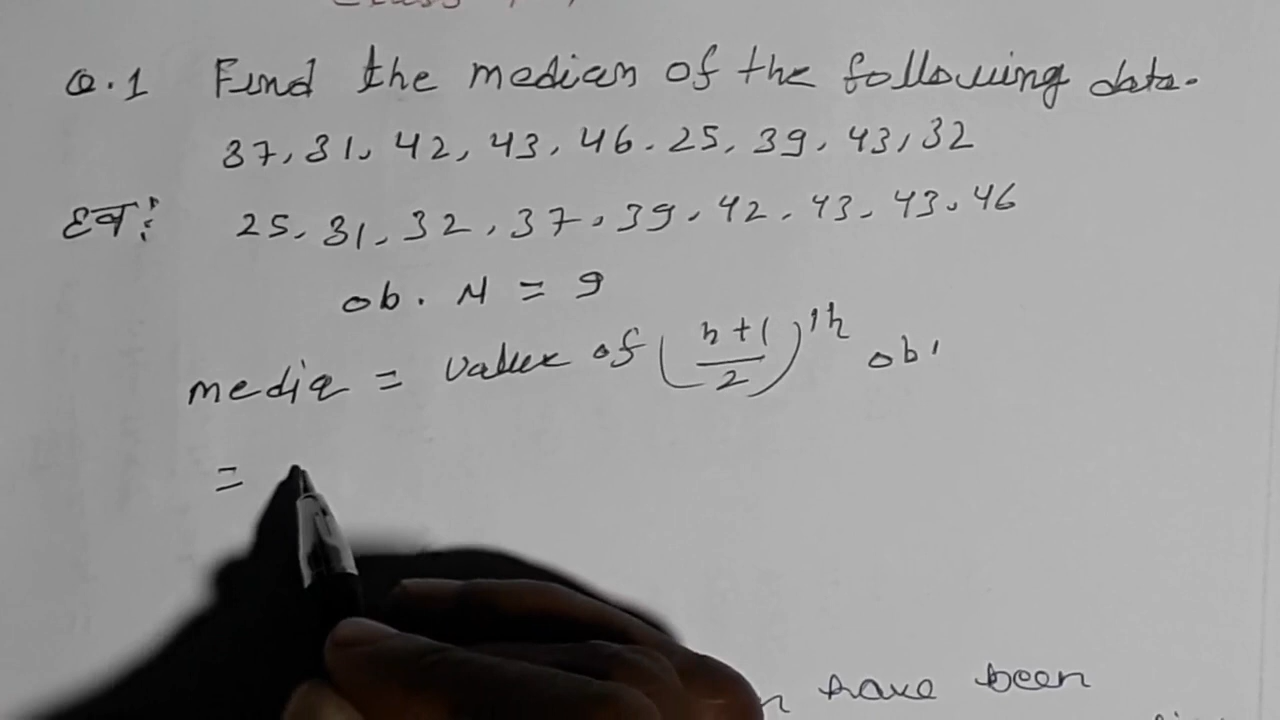 Q.1 Find the median of the following data.
37, 31, 42, 43, 46. 25, 39, 43, 32
हल:
25, 31, 32, 37, 39, 42, 43, 43, 46
ob. N = 9
media = value of (n+1/2)th ob.
=
have been